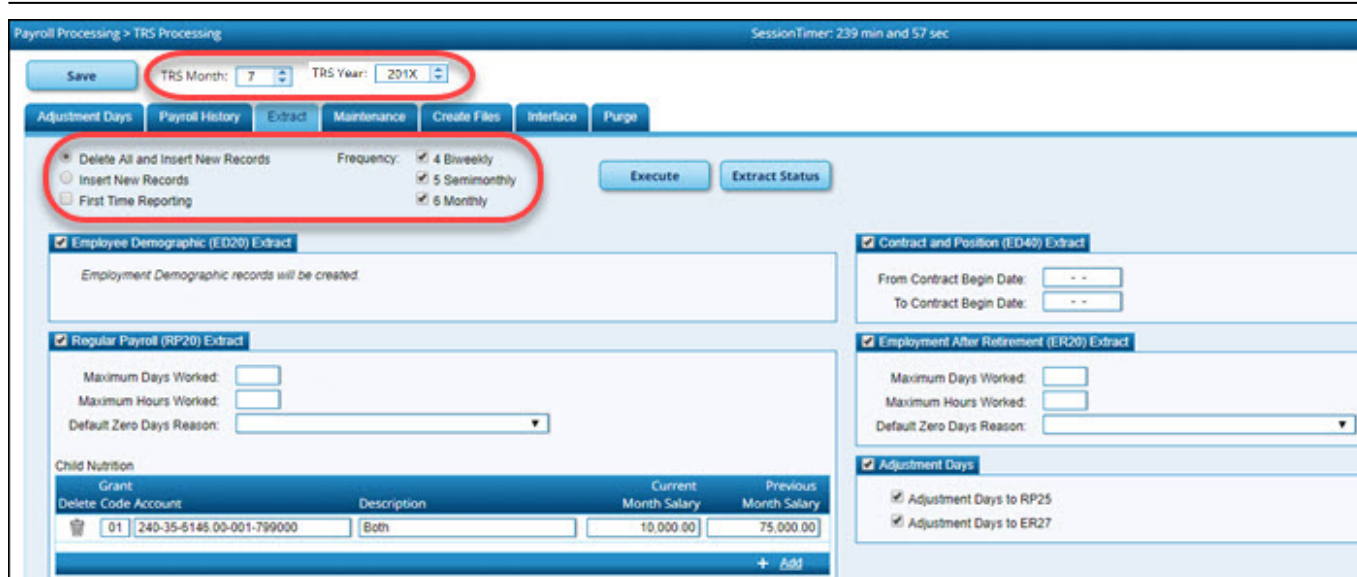 Payroll Processing > TRS Processing SessionTimer: 239 min and 57 sec
Save TRS Month: 7 TRS Year: 201X
Adjustment Days Payroll History Extract Maintenance Create Files Interface Purge
Delete All and Insert New Records Frequency: 4 Biweekly
Insert New Records 5 Semimonthly
First Time Reporting 6 Monthly
Execute Extract Status
Employee Demographic (ED20) Extract
Employment Demographic records will be created.
Contract and Position (ED40) Extract
From Contract Begin Date: - -
To Contract Begin Date: - -
Regular Payroll (RP20) Extract
Maximum Days Worked:
Maximum Hours Worked:
Default Zero Days Reason:
Employment After Retirement (ER20) Extract
Maximum Days Worked:
Maximum Hours Worked:
Default Zero Days Reason:
Child Nutrition
Delete Grant Code Account Description Current Month Salary Previous Month Salary
01 240-35-6146.00-001-799000 Both 10,000.00 75,000.00
+ Add
Adjustment Days
Adjustment Days to RP25
Adjustment Days to ER27